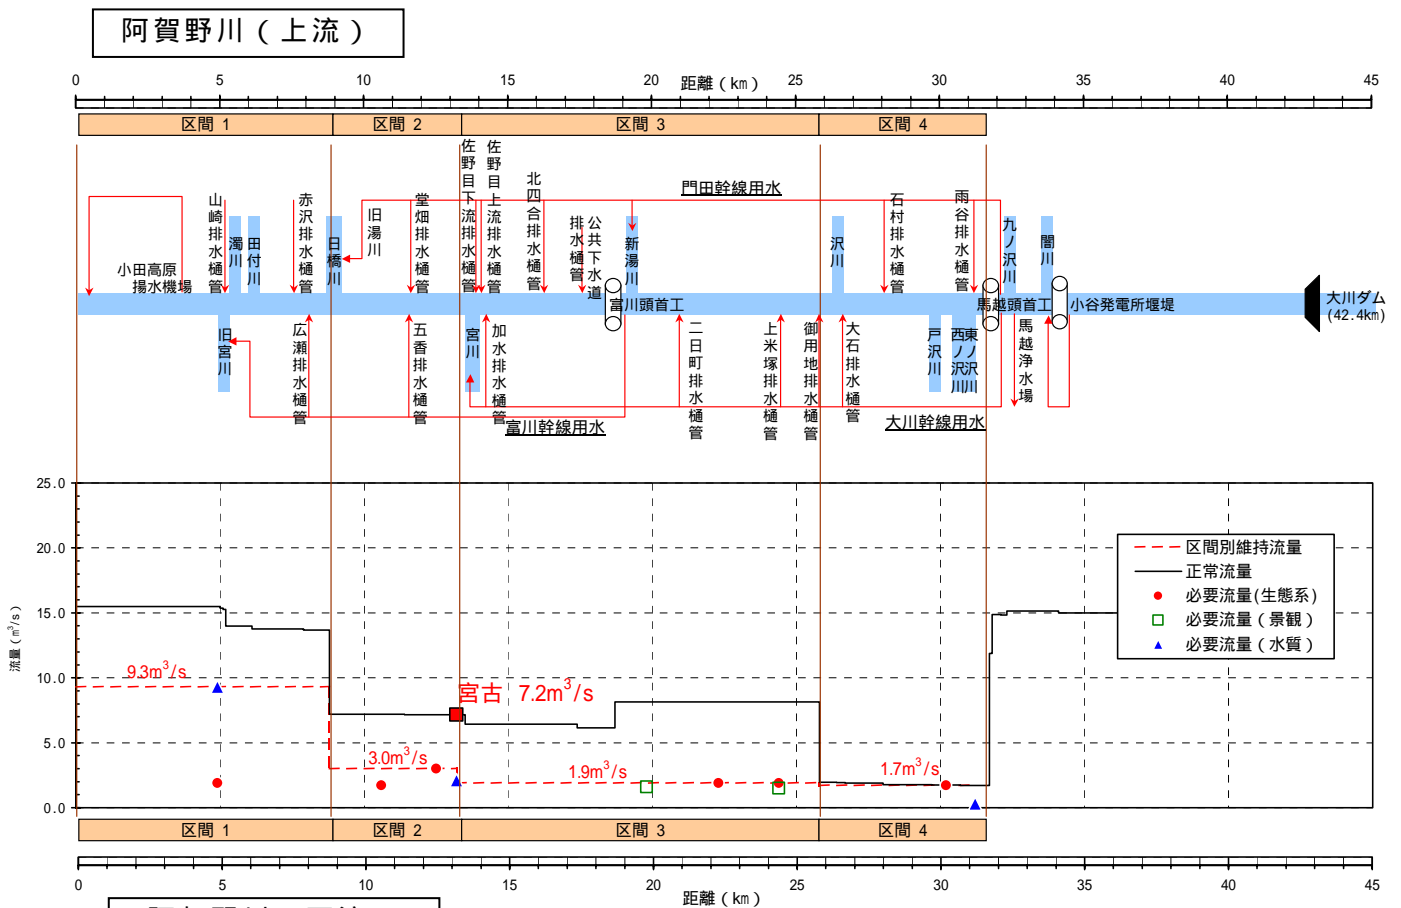 阿賀野川（上流）
0 5 10 15 20 25 30 35 40 45
距離（km）
区間 1 区間 2 区間 3 区間 4
門田幹線用水
小田高原
揚水機場
山崎排水樋管
濁川
田付川
赤沢排水樋管
日橋川
旧湯川
堂畑排水樋管
佐野目下流排水樋管
佐野目上流排水樋管
北四合排水樋管
公共下水道
排水樋管
新湯川
沢川
石村排水樋管
雨谷排水樋管
九ノ沢川
闇川
富川頭首工
馬越頭首工
小谷発電所堰堤
大川ダム
(42.4km)
旧宮川
広瀬排水樋管
五香排水樋管
宮川
加水排水樋管
二日町排水樋管
上米塚排水樋管
御用地排水樋管
大石排水樋管
戸沢川
西ノ沢川
東ノ沢川
馬越浄水場
富川幹線用水
大川幹線用水
流量（m³/s）
25.0
20.0
15.0
10.0
5.0
0.0
区間別維持流量
正常流量
必要流量(生態系)
必要流量（景観）
必要流量（水質）
9.3m³/s
宮古 7.2m³/s
3.0m³/s
1.9m³/s
1.7m³/s
区間 1 区間 2 区間 3 区間 4
0 5 10 15 20 25 30 35 40 45
距離（km）